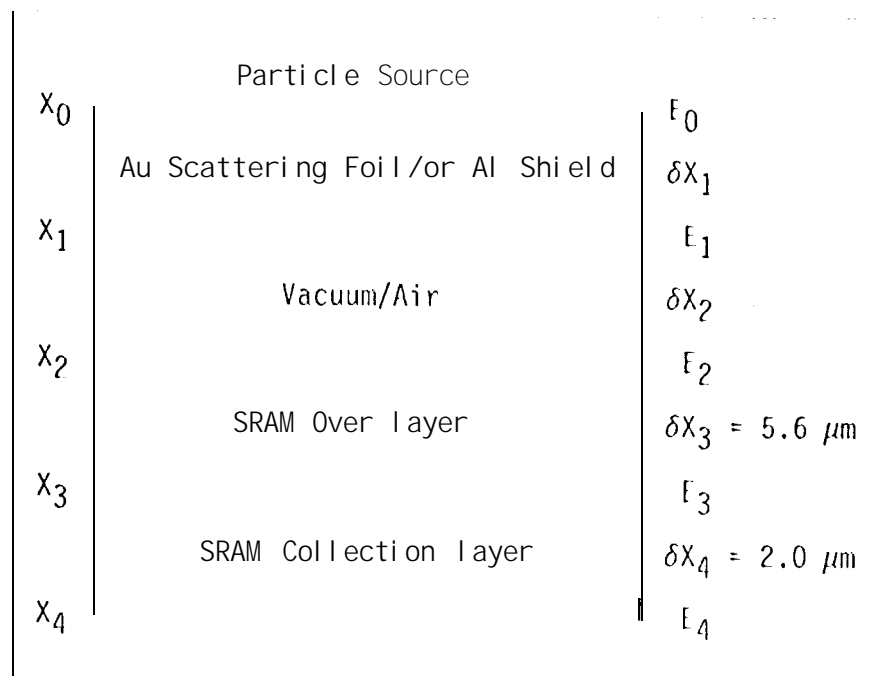 Particle Source
X0 E0
Au Scattering Foil/or Al Shield δX1
X1 E1
Vacuum/Air δX2
X2 E2
SRAM Over layer δX3 = 5.6 μm
X3 E3
SRAM Collection layer δX4 = 2.0 μm
X4 E4